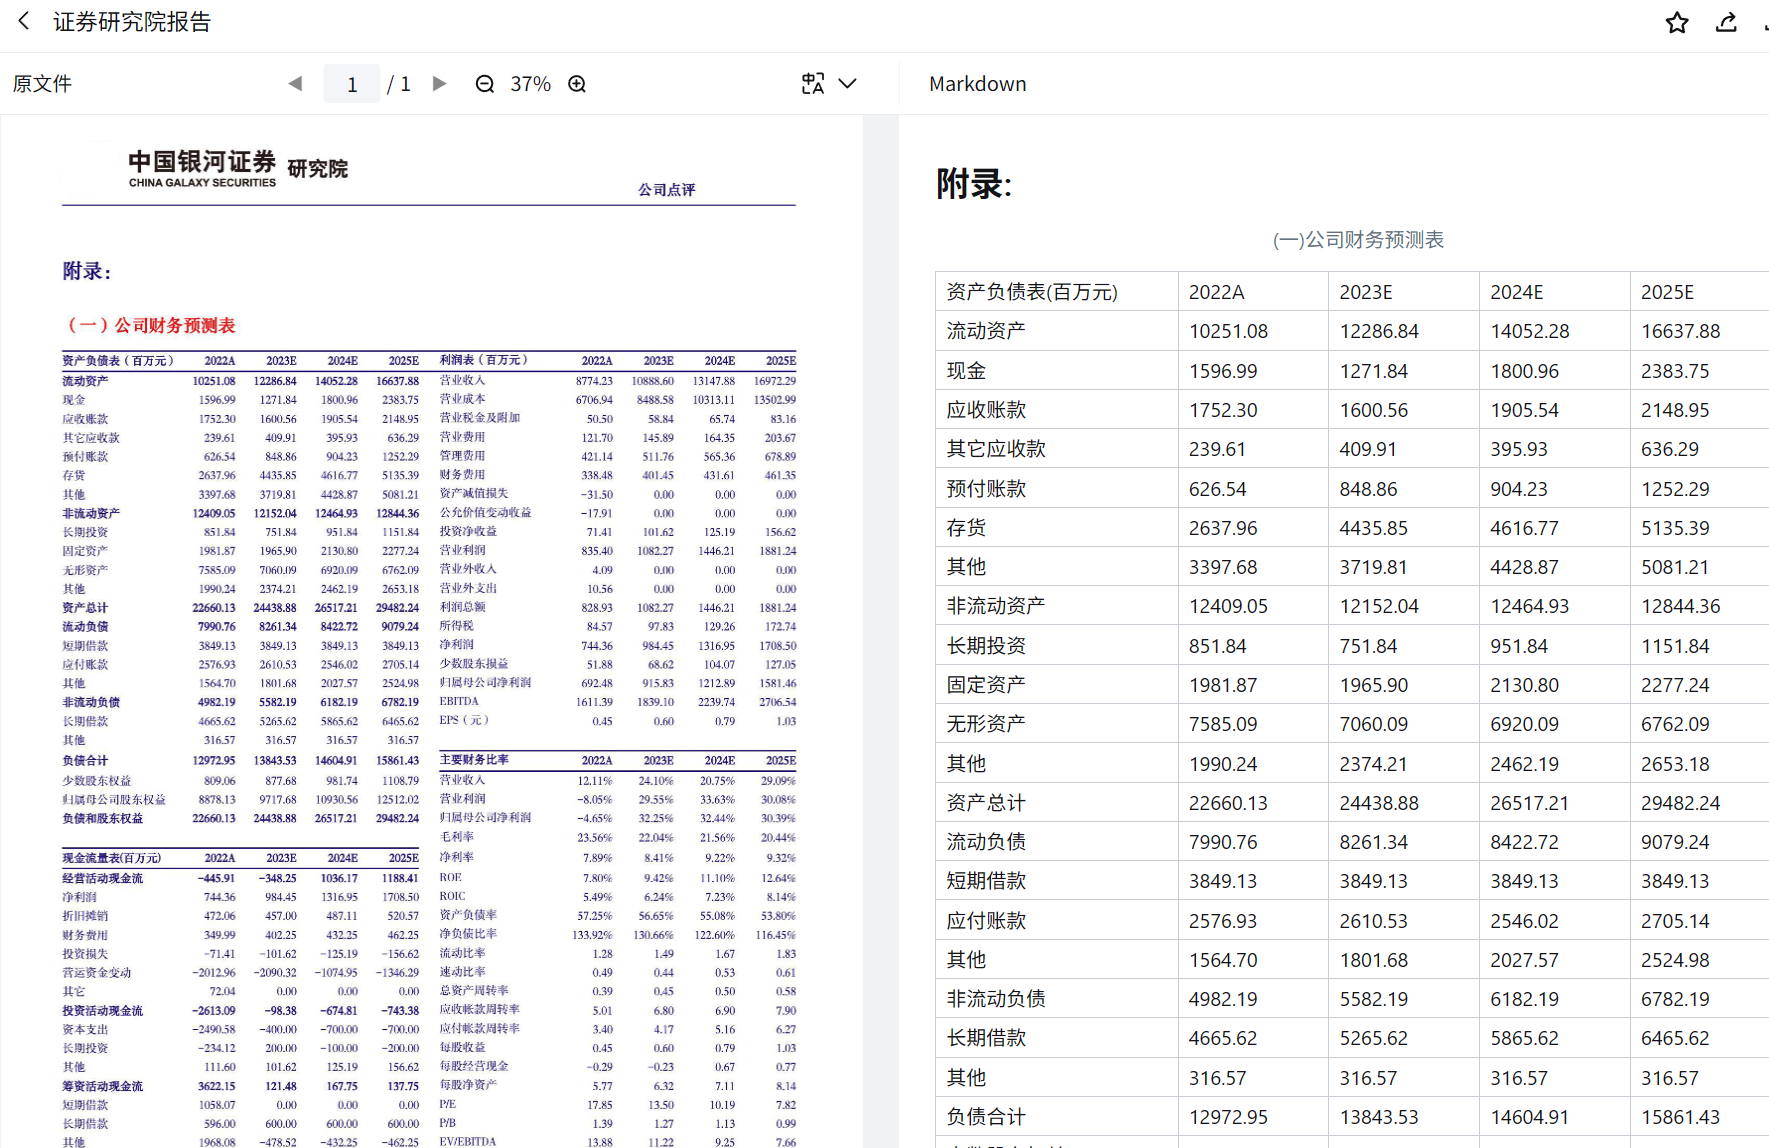 证券研究院报告
原文件
1 / 1
37%
Markdown
中国银河证券 研究院
CHINA GALAXY SECURITIES
公司点评
附录：
（一）公司财务预测表
资产负债表（百万元） 2022A 2023E 2024E 2025E
流动资产 10251.08 12286.84 14052.28 16637.88
现金 1596.99 1271.84 1800.96 2383.75
应收账款 1752.30 1600.56 1905.54 2148.95
其它应收款 239.61 409.91 395.93 636.29
预付账款 626.54 848.86 904.23 1252.29
存货 2637.96 4435.85 4616.77 5135.39
其他 3397.68 3719.81 4428.87 5081.21
非流动资产 12409.05 12152.04 12464.93 12844.36
长期投资 851.84 751.84 951.84 1151.84
固定资产 1981.87 1965.90 2130.80 2277.24
无形资产 7585.09 7060.09 6920.09 6762.09
其他 1990.24 2374.21 2462.19 2653.18
资产总计 22660.13 24438.88 26517.21 29482.24
流动负债 7990.76 8261.34 8422.72 9079.24
短期借款 3849.13 3849.13 3849.13 3849.13
应付账款 2576.93 2610.53 2546.02 2705.14
其他 1564.70 1801.68 2027.57 2524.98
非流动负债 4982.19 5582.19 6182.19 6782.19
长期借款 4665.62 5265.62 5865.62 6465.62
其他 316.57 316.57 316.57 316.57
负债合计 12972.95 13843.53 14604.91 15861.43
少数股东权益 809.06 877.68 981.74 1108.79
归属母公司股东权益 8878.13 9717.68 10930.56 12512.02
负债和股东权益 22660.13 24438.88 26517.21 29482.24
现金流量表(百万元) 2022A 2023E 2024E 2025E
经营活动现金流 -445.91 -348.25 1036.17 1188.41
净利润 744.36 984.45 1316.95 1708.50
折旧摊销 472.06 457.00 487.11 520.57
财务费用 349.99 402.25 432.25 462.25
投资损失 -71.41 -101.62 -125.19 -156.62
营运资金变动 -2012.96 -2090.32 -1074.95 -1346.29
其它 72.04 0.00 0.00 0.00
投资活动现金流 -2613.09 -98.38 -674.81 -743.38
资本支出 -2490.58 -400.00 -700.00 -700.00
长期投资 -234.12 200.00 -100.00 -200.00
其他 111.60 101.62 125.19 156.62
筹资活动现金流 3622.15 121.48 167.75 137.75
短期借款 1058.07 0.00 0.00 0.00
长期借款 596.00 600.00 600.00 600.00
其他 1968.08 -478.52 -432.25 -462.25
利润表（百万元） 2022A 2023E 2024E 2025E
营业收入 8774.23 10888.60 13147.88 16972.29
营业成本 6706.94 8488.58 10313.11 13502.99
营业税金及附加 50.50 58.84 65.74 83.16
营业费用 121.70 145.89 164.35 203.67
管理费用 421.14 511.76 565.36 678.89
财务费用 338.48 401.45 431.61 461.35
资产减值损失 -31.50 0.00 0.00 0.00
公允价值变动收益 -17.91 0.00 0.00 0.00
投资净收益 71.41 101.62 125.19 156.62
营业利润 835.40 1082.27 1446.21 1881.24
营业外收入 4.09 0.00 0.00 0.00
营业外支出 10.56 0.00 0.00 0.00
利润总额 828.93 1082.27 1446.21 1881.24
所得税 84.57 97.83 129.26 172.74
净利润 744.36 984.45 1316.95 1708.50
少数股东损益 51.88 68.62 104.07 127.05
归属母公司净利润 692.48 915.83 1212.89 1581.46
EBITDA 1611.39 1839.10 2239.74 2706.54
EPS（元） 0.45 0.60 0.79 1.03
主要财务比率 2022A 2023E 2024E 2025E
营业收入 12.11% 24.10% 20.75% 29.09%
营业利润 -8.05% 29.55% 33.63% 30.08%
归属母公司净利润 -4.65% 32.25% 32.44% 30.39%
毛利率 23.56% 22.04% 21.56% 20.44%
净利率 7.89% 8.41% 9.22% 9.32%
ROE 7.80% 9.42% 11.10% 12.64%
ROIC 5.49% 6.24% 7.23% 8.14%
资产负债率 57.25% 56.65% 55.08% 53.80%
净负债比率 133.92% 130.66% 122.60% 116.45%
流动比率 1.28 1.49 1.67 1.83
速动比率 0.49 0.44 0.53 0.61
总资产周转率 0.39 0.45 0.50 0.58
应收帐款周转率 5.01 6.80 6.90 7.90
应付帐款周转率 3.40 4.17 5.16 6.27
每股收益 0.45 0.60 0.79 1.03
每股经营现金 -0.29 -0.23 0.67 0.77
每股净资产 5.77 6.32 7.11 8.14
P/E 17.85 13.50 10.19 7.82
P/B 1.39 1.27 1.13 0.99
EV/EBITDA 13.88 11.22 9.25 7.66
附录:
(一)公司财务预测表
资产负债表(百万元) 2022A 2023E 2024E 2025E
流动资产 10251.08 12286.84 14052.28 16637.88
现金 1596.99 1271.84 1800.96 2383.75
应收账款 1752.30 1600.56 1905.54 2148.95
其它应收款 239.61 409.91 395.93 636.29
预付账款 626.54 848.86 904.23 1252.29
存货 2637.96 4435.85 4616.77 5135.39
其他 3397.68 3719.81 4428.87 5081.21
非流动资产 12409.05 12152.04 12464.93 12844.36
长期投资 851.84 751.84 951.84 1151.84
固定资产 1981.87 1965.90 2130.80 2277.24
无形资产 7585.09 7060.09 6920.09 6762.09
其他 1990.24 2374.21 2462.19 2653.18
资产总计 22660.13 24438.88 26517.21 29482.24
流动负债 7990.76 8261.34 8422.72 9079.24
短期借款 3849.13 3849.13 3849.13 3849.13
应付账款 2576.93 2610.53 2546.02 2705.14
其他 1564.70 1801.68 2027.57 2524.98
非流动负债 4982.19 5582.19 6182.19 6782.19
长期借款 4665.62 5265.62 5865.62 6465.62
其他 316.57 316.57 316.57 316.57
负债合计 12972.95 13843.53 14604.91 15861.43